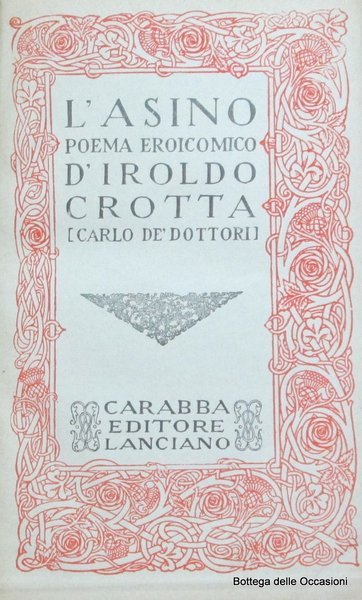 L'ASINO
POEMA EROICOMICO
D'IROLDO
CROTTA
[CARLO DE' DOTTORI]
CARABBA
EDITORE
LANCIANO
Bottega delle Occasioni